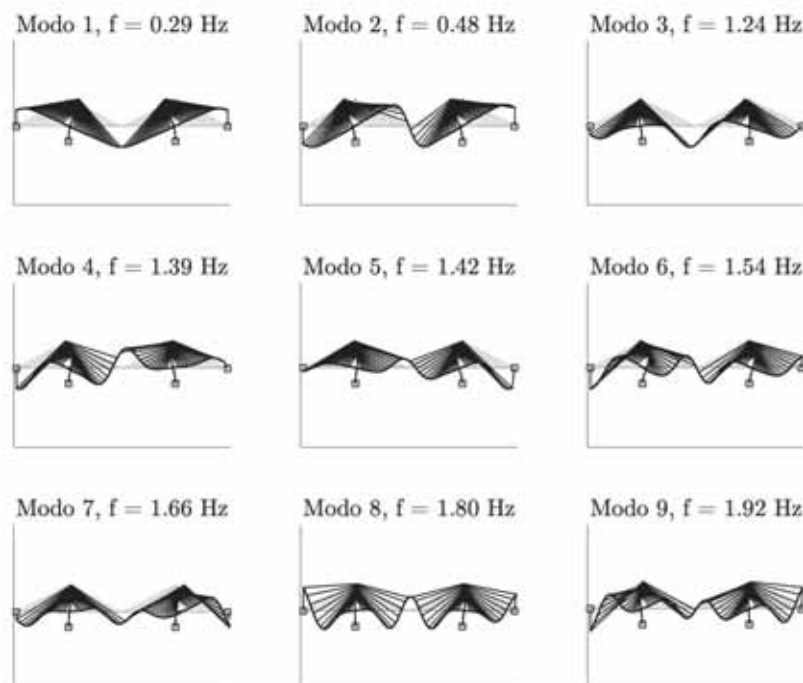 Modo 1, f = 0.29 Hz
Modo 2, f = 0.48 Hz
Modo 3, f = 1.24 Hz
Modo 4, f = 1.39 Hz
Modo 5, f = 1.42 Hz
Modo 6, f = 1.54 Hz
Modo 7, f = 1.66 Hz
Modo 8, f = 1.80 Hz
Modo 9, f = 1.92 Hz